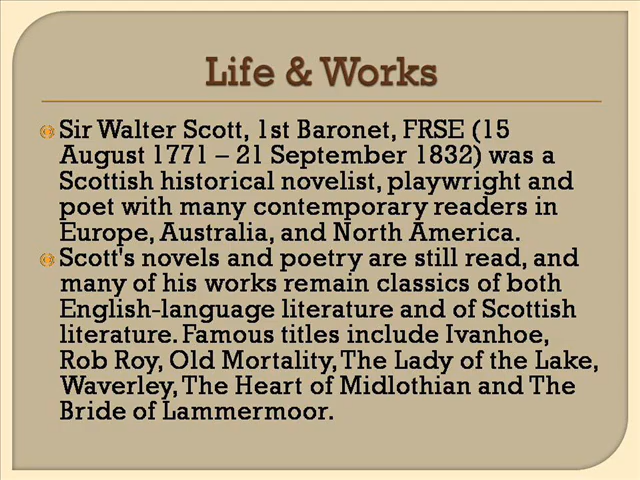 Life & Works
Sir Walter Scott, 1st Baronet, FRSE (15
August 1771 – 21 September 1832) was a
Scottish historical novelist, playwright and
poet with many contemporary readers in
Europe, Australia, and North America.
Scott's novels and poetry are still read, and
many of his works remain classics of both
English-language literature and of Scottish
literature. Famous titles include Ivanhoe,
Rob Roy, Old Mortality, The Lady of the Lake,
Waverley, The Heart of Midlothian and The
Bride of Lammermoor.